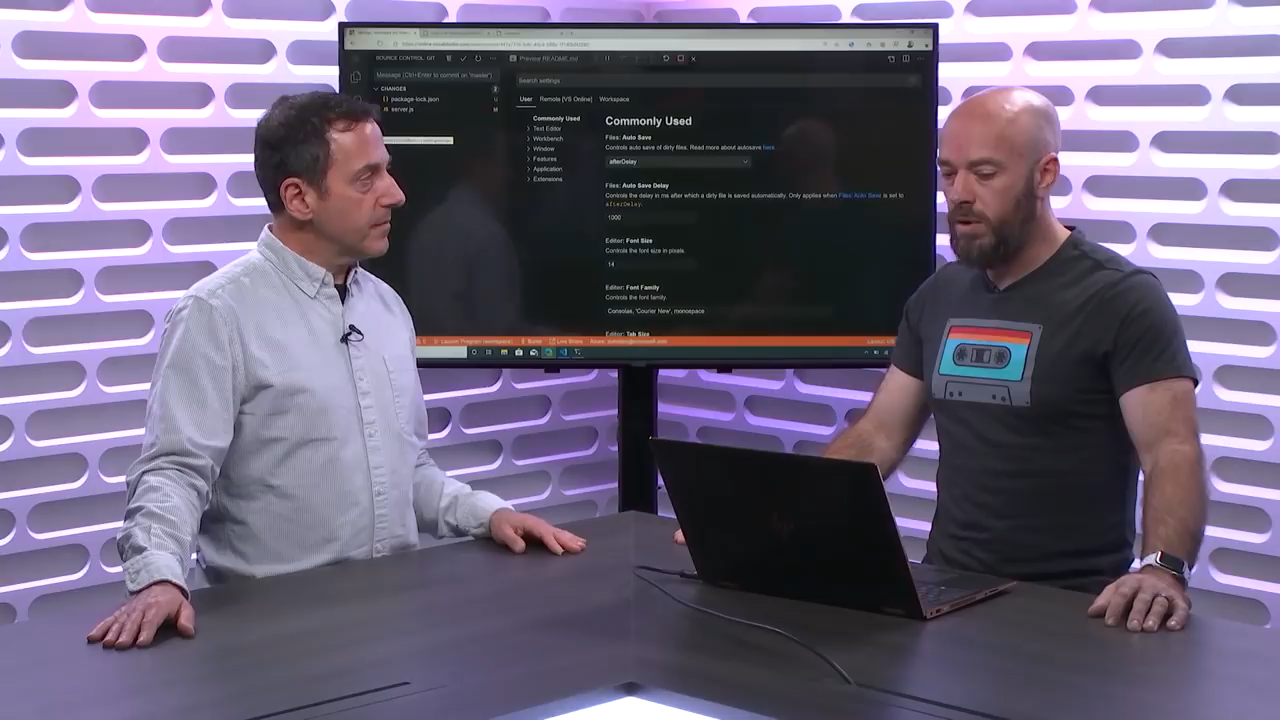 SOURCE CONTROL: GIT
Preview README.md
Message (Ctrl+Enter to commit on 'master')
Search settings
CHANGES
2
package-lock.json
U
server.js
M
User
Remote [VS Online]
Workspace
Commonly Used
Text Editor
Workbench
Window
Features
Application
Extensions
Commonly Used
Files: Auto Save
Controls auto save of dirty files. Read more about autosave here.
afterDelay
Files: Auto Save Delay
Controls the delay in ms after which a dirty file is saved automatically. Only applies when Files: Auto Save is set to
afterDelay.
1000
Editor: Font Size
Controls the font size in pixels.
14
Editor: Font Family
Controls the font family.
Consolas, 'Courier New', monospace
Editor: Tab Size
Live Share